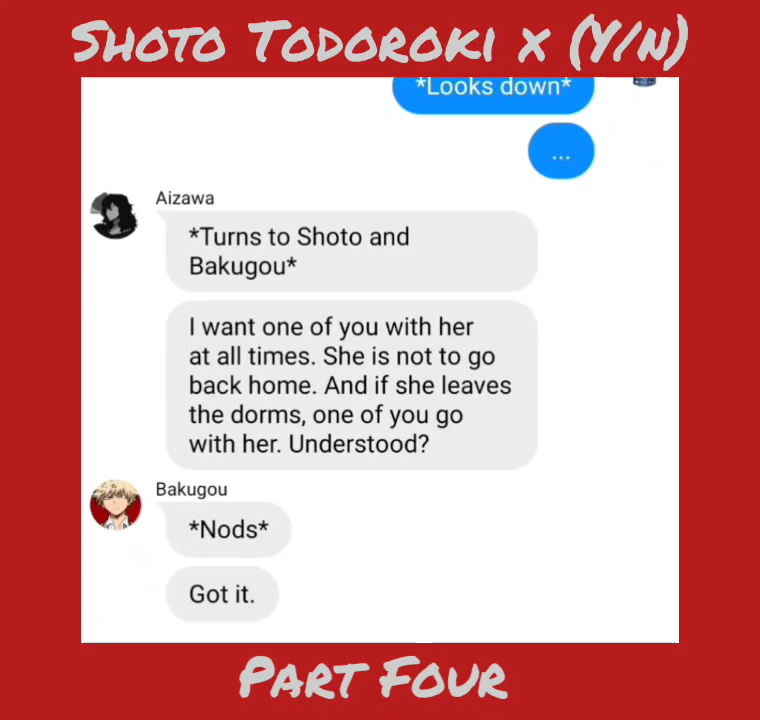 Shoto Todoroki x (Y/N)
*Looks down*
...
Aizawa
*Turns to Shoto and
Bakugou*
I want one of you with her
at all times. She is not to go
back home. And if she leaves
the dorms, one of you go
with her. Understood?
Bakugou
*Nods*
Got it.
Part Four